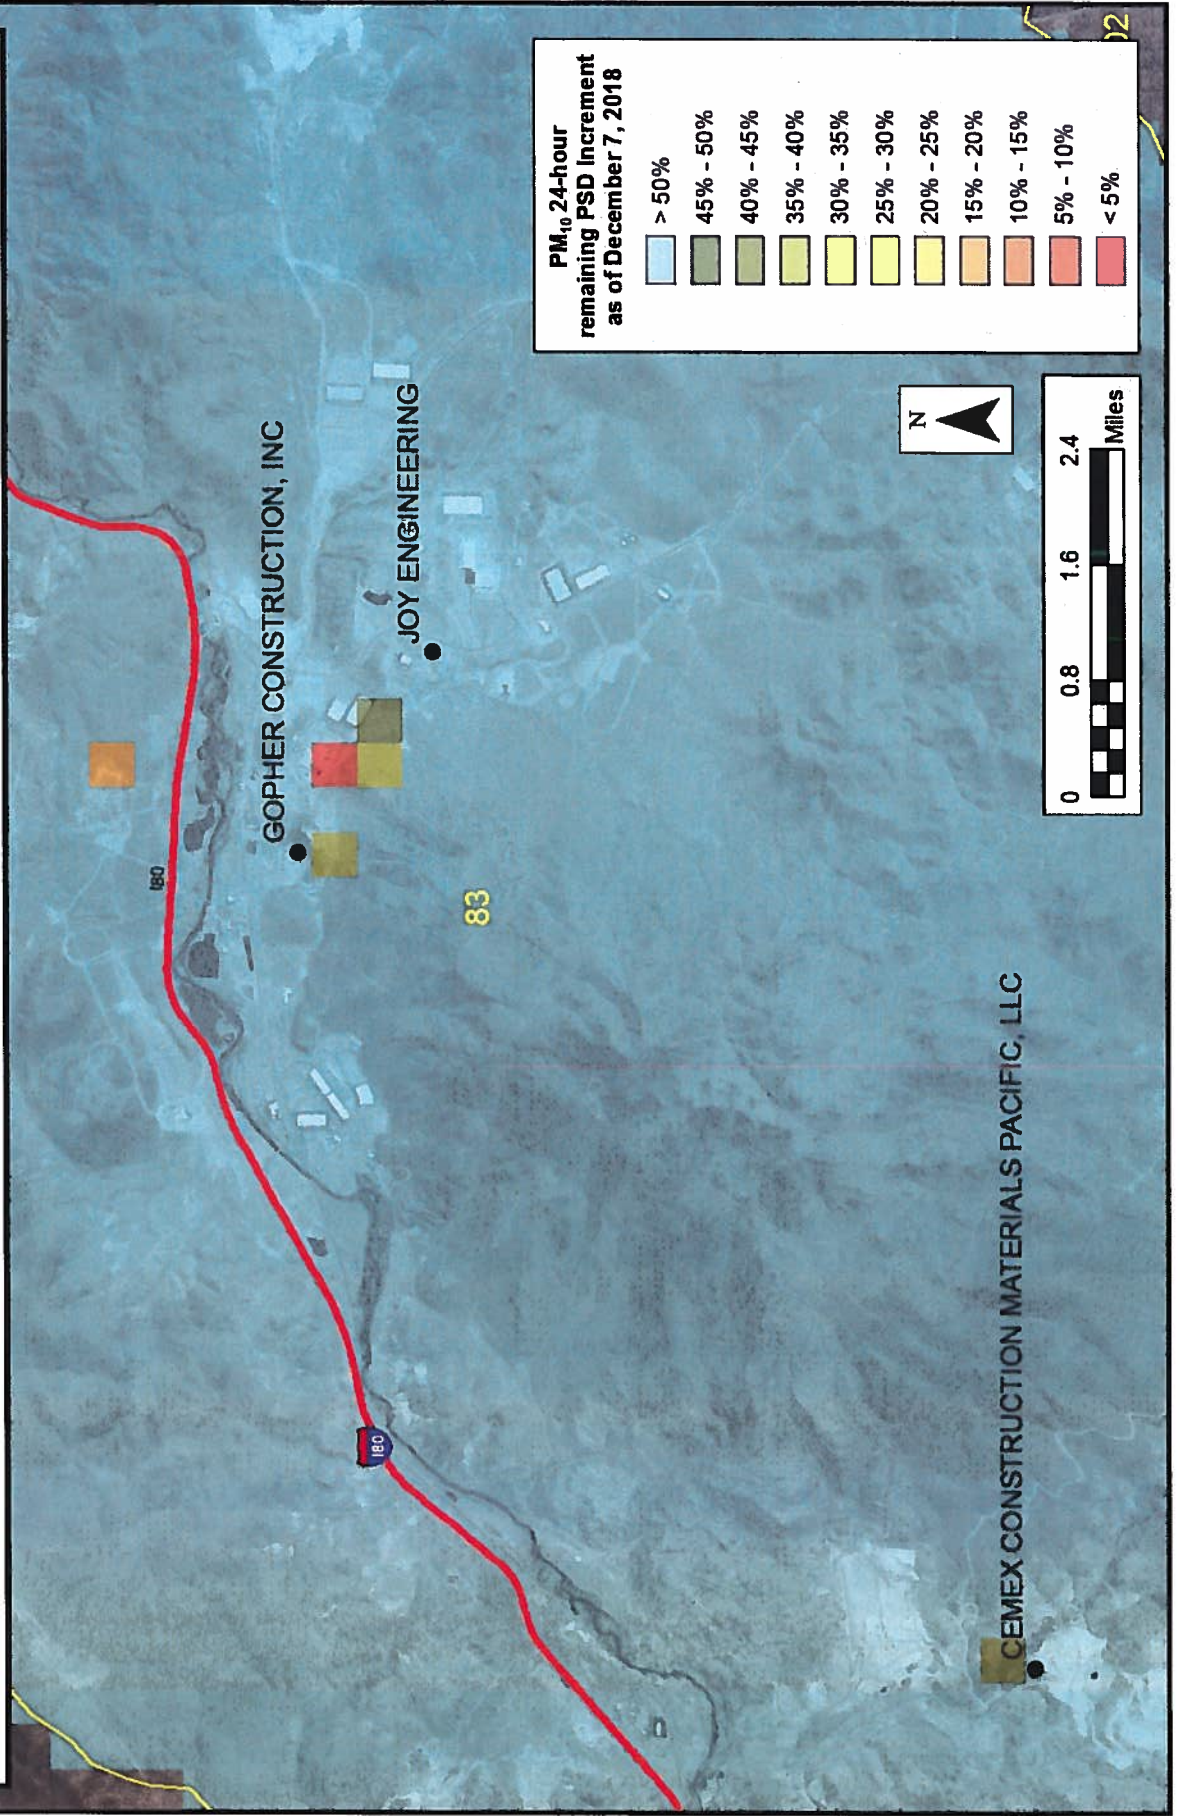 PM₁₀ 24-hour
remaining PSD Increment
as of December 7, 2018
> 50%
45% - 50%
40% - 45%
35% - 40%
30% - 35%
25% - 30%
20% - 25%
15% - 20%
10% - 15%
5% - 10%
< 5%
I80
GOPHER CONSTRUCTION, INC
JOY ENGINEERING
83
I80
CEMEX CONSTRUCTION MATERIALS PACIFIC, LLC
N
0 0.8 1.6 2.4
Miles